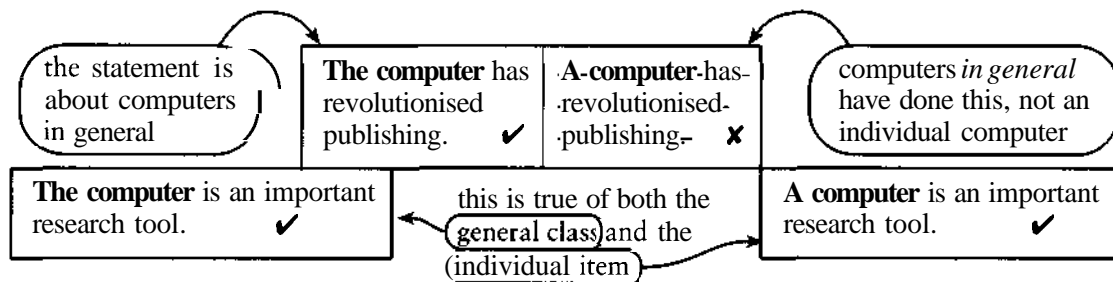 the statement is
about computers
in general
The computer has
revolutionised
publishing. ✔
A computer has
revolutionised
publishing. ✘
computers in general
have done this, not an
individual computer
The computer is an important
research tool. ✔
this is true of both the
general class and the
individual item
A computer is an important
research tool. ✔